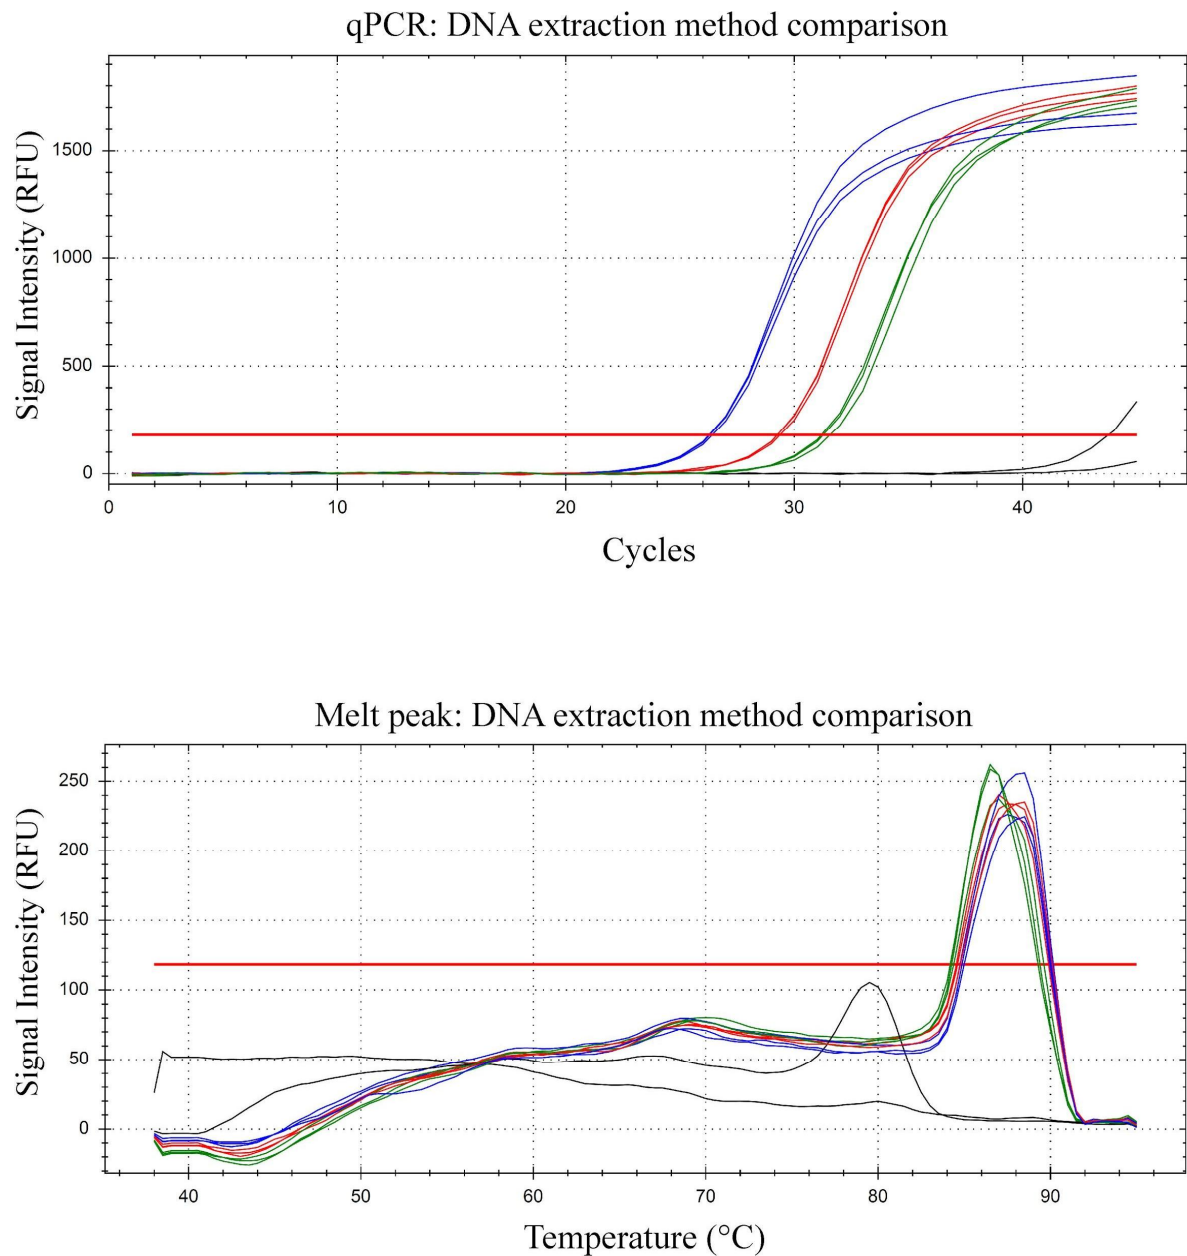 qPCR: DNA extraction method comparison
Signal Intensity (RFU)
1500
1000
500
0
0 10 20 30 40
Cycles
Melt peak: DNA extraction method comparison
Signal Intensity (RFU)
250
200
150
100
50
0
40 50 60 70 80 90
Temperature (°C)